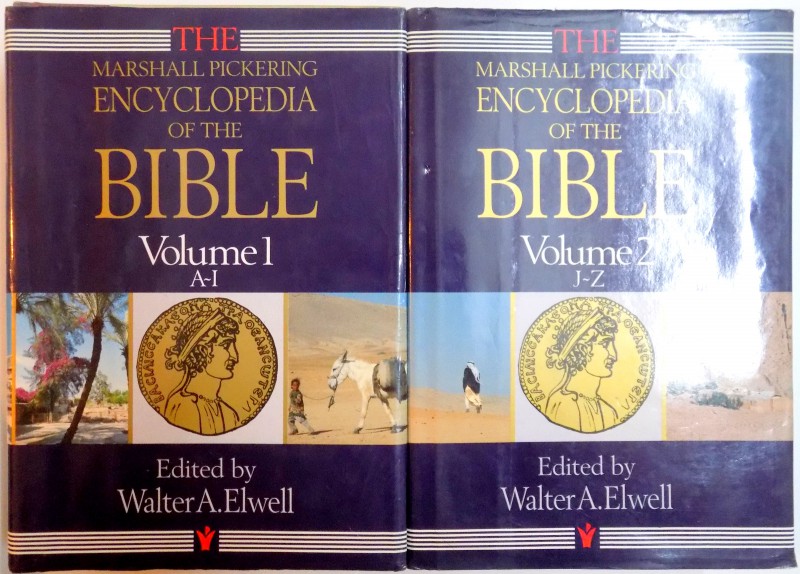 THE
MARSHALL PICKERING
ENCYCLOPEDIA
OF THE
BIBLE
Volume 1
A~I
Edited by
Walter A. Elwell
THE
MARSHALL PICKERING
ENCYCLOPEDIA
OF THE
BIBLE
Volume 2
J~Z
Edited by
Walter A. Elwell